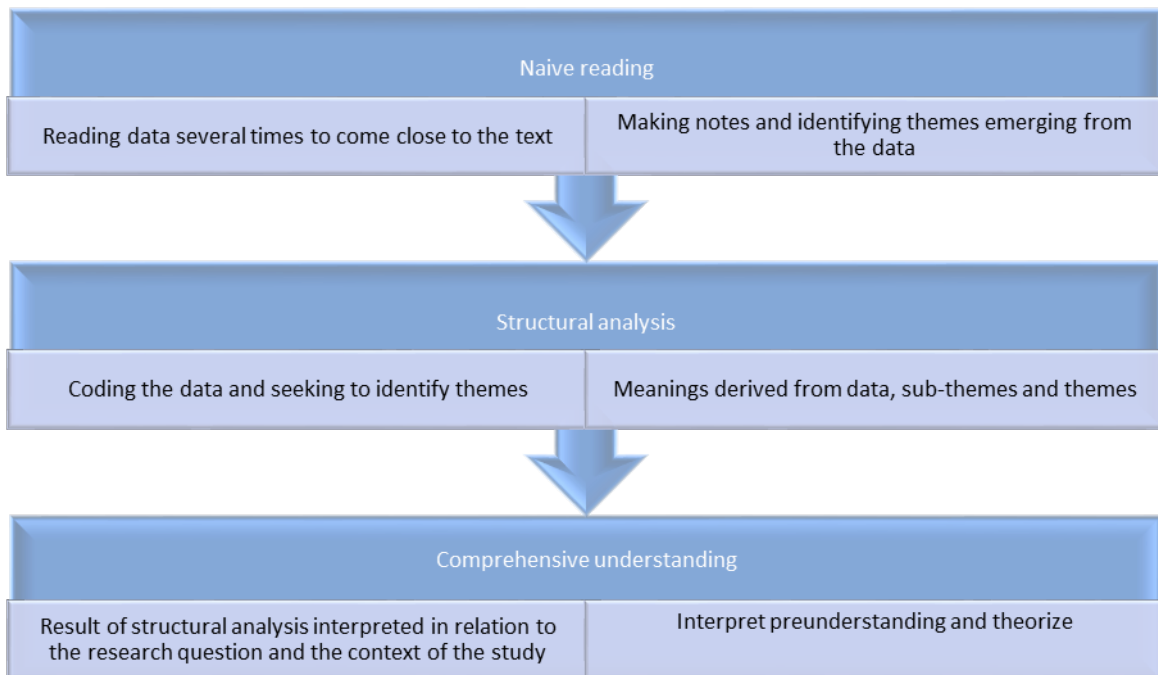 Naive reading
Reading data several times to come close to the text
Making notes and identifying themes emerging from
the data
Structural analysis
Coding the data and seeking to identify themes
Meanings derived from data, sub-themes and themes
Comprehensive understanding
Result of structural analysis interpreted in relation to
the research question and the context of the study
Interpret preunderstanding and theorize